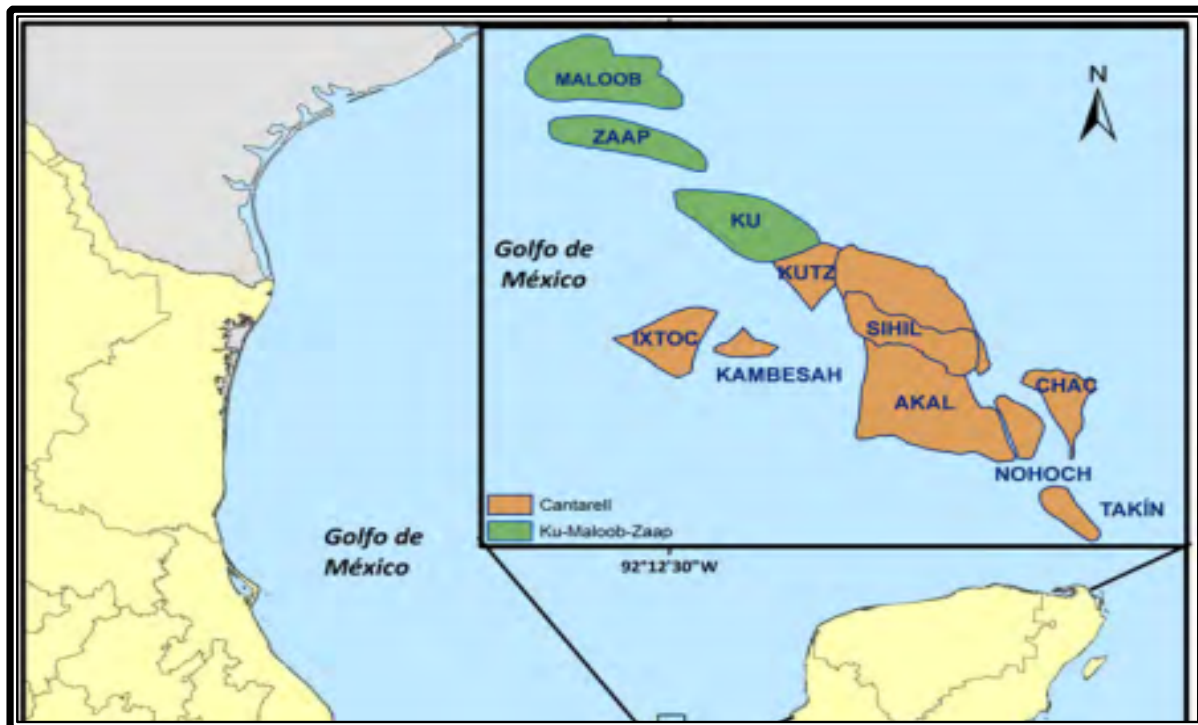 MALOOB
N
ZAAP
KU
Golfo de
México
KUTZ
IXTOC
SIHIL
KAMBESAH
CHAC
AKAL
NOHOCH
TAKÍN
Cantarell
Ku-Maloob-Zaap
Golfo de
México
92°12'30"W